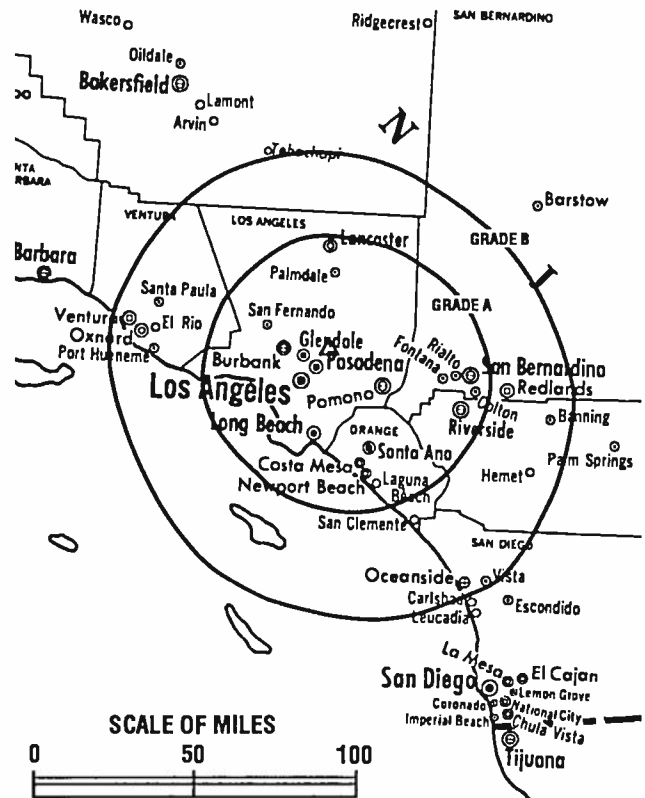 Wasco
Ridgecrest
SAN BERNARDINO
Oildale
Bakersfield
Lamont
Arvin
N
Tehachapi
NTA
RBARA
VENTURA
LOS ANGELES
Barstow
GRADE B
Lancaster
Barbara
Palmdale
I
Santa Paula
GRADE A
San Fernando
Ventura
El Rio
Oxnard
Port Hueneme
Glendale
Burbank
Pasadena
Rialto
Fontana
San Bernardino
Los Angeles
Pomona
Redlands
Colton
Long Beach
ORANGE
Riverside
Banning
Santa Ana
Palm Springs
Costa Mesa
Hemet
Newport Beach
Laguna
Beach
San Clemente
SAN DIEGO
Oceanside
Vista
Carlsbad
Escondido
Leucadia
La Mesa
El Cajan
San Diego
Lemon Grove
Coronado
National City
Imperial Beach
Chula Vista
Tijuana
SCALE OF MILES
0 50 100